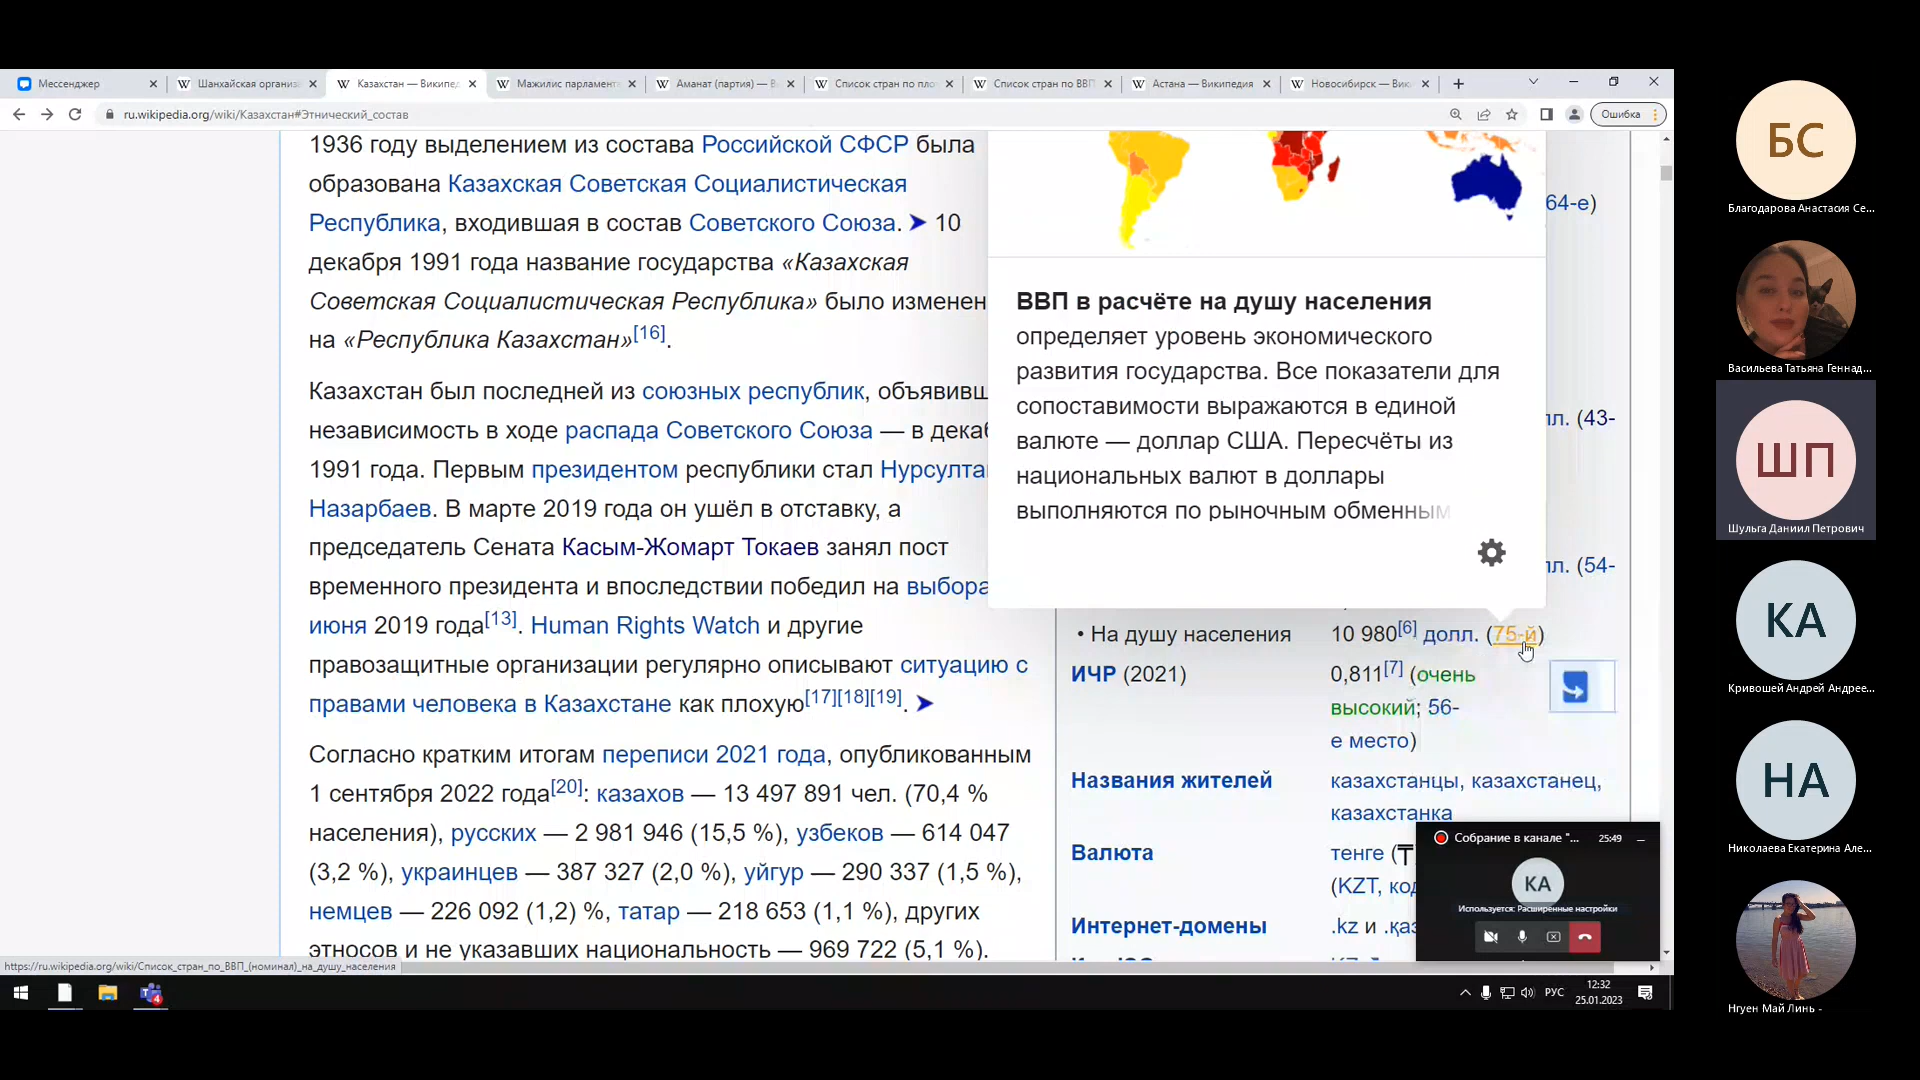 Мессенджер
Шанхайская организ
Казахстан — Википед
Мажилис парламент
Аманат (партия) — В
Список стран по пло
Список стран по ВВП
Астана — Википедия
Новосибирск — Вик
ru.wikipedia.org/wiki/Казахстан#Этнический_состав
Ошибка
1936 году выделением из состава Российской СФСР была
образована Казахская Советская Социалистическая
Республика, входившая в состав Советского Союза. ➤ 10
декабря 1991 года название государства «Казахская
Советская Социалистическая Республика» было изменен
на «Республика Казахстан»[16].
Казахстан был последней из союзных республик, объявивш
независимость в ходе распада Советского Союза — в декаб
1991 года. Первым президентом республики стал Нурсулта
Назарбаев. В марте 2019 года он ушёл в отставку, а
председатель Сената Касым-Жомарт Токаев занял пост
временного президента и впоследствии победил на выбора
июня 2019 года[13]. Human Rights Watch и другие
правозащитные организации регулярно описывают ситуацию с
правами человека в Казахстане как плохую[17][18][19]. ➤
Согласно кратким итогам переписи 2021 года, опубликованным
1 сентября 2022 года[20]: казахов — 13 497 891 чел. (70,4 %
населения), русских — 2 981 946 (15,5 %), узбеков — 614 047
(3,2 %), украинцев — 387 327 (2,0 %), уйгур — 290 337 (1,5 %),
немцев — 226 092 (1,2) %, татар — 218 653 (1,1 %), других
этносов и не указавших национальность — 969 722 (5,1 %).
ВВП в расчёте на душу населения
определяет уровень экономического
развития государства. Все показатели для
сопоставимости выражаются в единой
валюте — доллар США. Пересчёты из
национальных валют в доллары
выполняются по рыночным обменным
64-е)
лл. (43-
лл. (54-
• На душу населения 10 980[6] долл. (75-й)
ИЧР (2021) 0,811[7] (очень
высокий; 56-
е место)
Названия жителей казахстанцы, казахстанец,
казахстанка
Валюта тенге (₸
(KZT, код
Интернет-домены .kz и .қаз
Собрание в канале "... 25:49
КА
Используется: Расширенные настройки
https://ru.wikipedia.org/wiki/Список_стран_по_ВВП_(номинал)_на_душу_населения
4
РУС
12:32
25.01.2023
БС
Благодарова Анастасия Се...
Васильева Татьяна Геннад...
ШП
Шульга Даниил Петрович
КА
Кривошей Андрей Андрее...
НА
Николаева Екатерина Але...
Нгуен Май Линь -